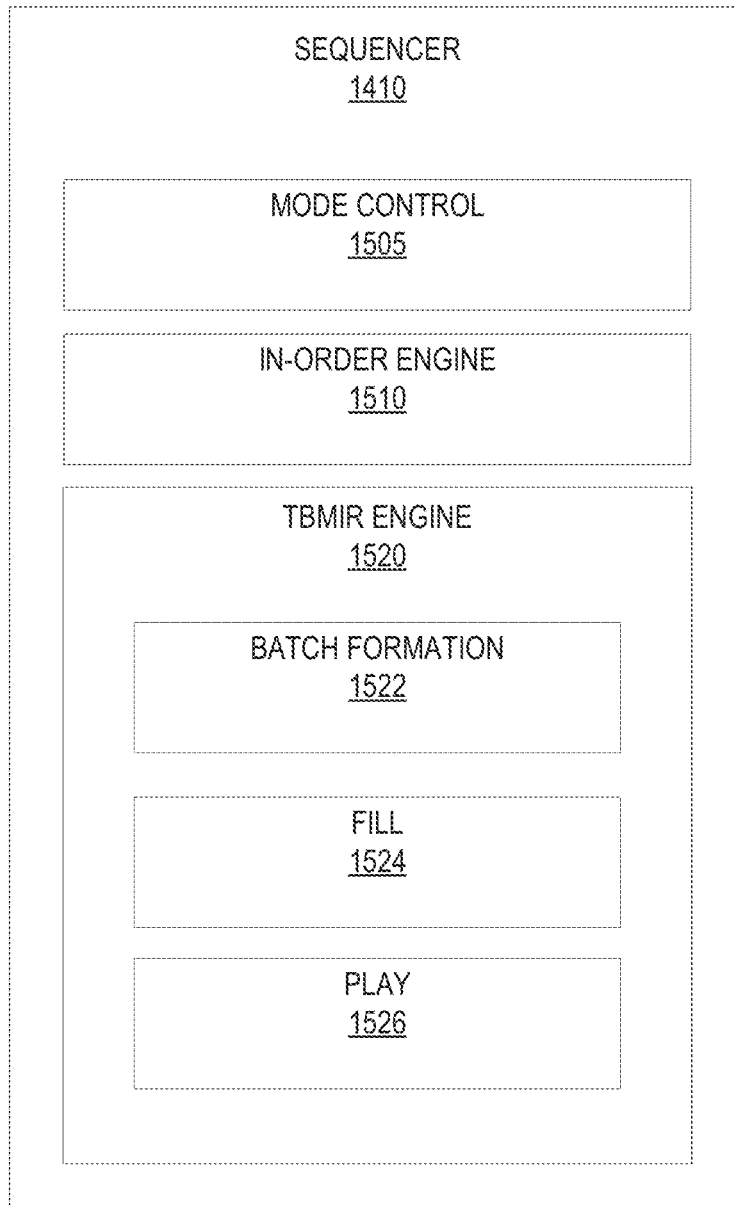 SEQUENCER
1410
MODE CONTROL
1505
IN-ORDER ENGINE
1510
TBMIR ENGINE
1520
BATCH FORMATION
1522
FILL
1524
PLAY
1526